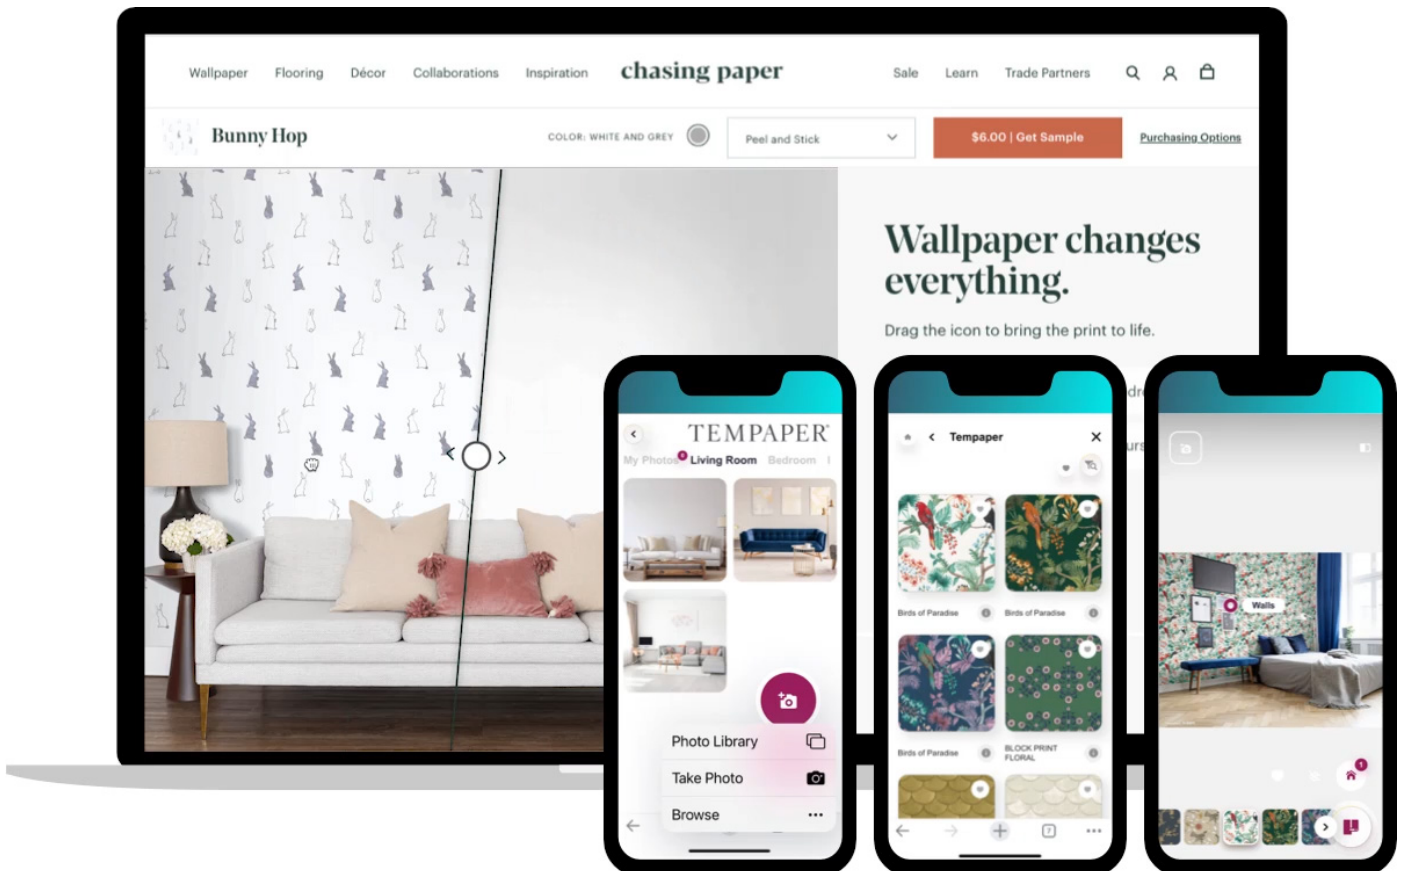 Wallpaper Flooring Décor Collaborations Inspiration chasing paper Sale Learn Trade Partners
Bunny Hop COLOR: WHITE AND GREY Peel and Stick $6.00 | Get Sample Purchasing Options
Wallpaper changes
everything.
Drag the icon to bring the print to life.
TEMPAPER®
My Photos Living Room Bedroom
Photo Library
Take Photo
Browse
Tempaper
Birds of Paradise Birds of Paradise
Birds of Paradise BLOCK PRINT
FLORAL
7
Walls
1